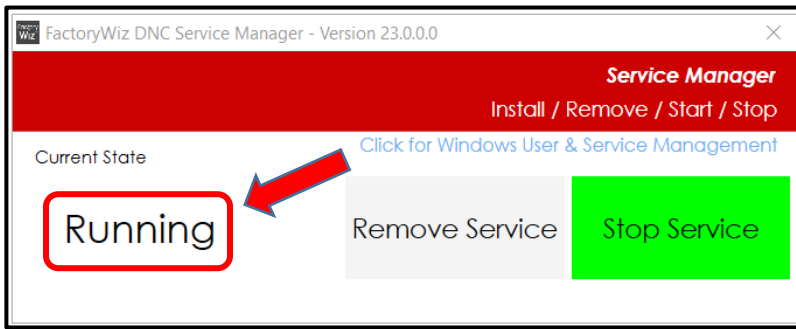 Factory
Wiz
FactoryWiz DNC Service Manager - Version 23.0.0.0
Service Manager
Install / Remove / Start / Stop
Click for Windows User & Service Management
Current State
Running
Remove Service
Stop Service